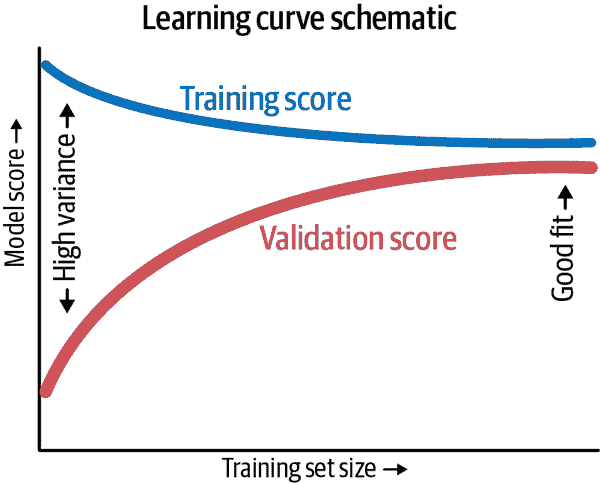 Learning curve schematic
Training score
Model score →
← High variance →
Validation score
Good fit →
Training set size →